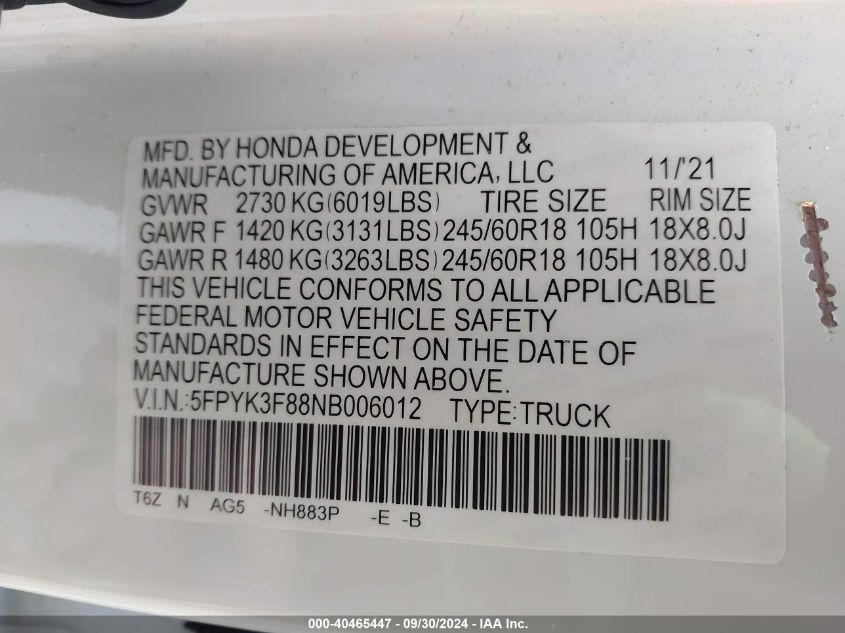 MFD. BY HONDA DEVELOPMENT &
MANUFACTURING OF AMERICA, LLC 11/'21
GVWR 2730 KG(6019LBS) TIRE SIZE RIM SIZE
GAWR F 1420 KG(3131LBS) 245/60R18 105H 18X8.0J
GAWR R 1480 KG(3263LBS) 245/60R18 105H 18X8.0J
THIS VEHICLE CONFORMS TO ALL APPLICABLE
FEDERAL MOTOR VEHICLE SAFETY
STANDARDS IN EFFECT ON THE DATE OF
MANUFACTURE SHOWN ABOVE.
V.I.N.:5FPYK3F88NB006012 TYPE:TRUCK
T6Z N AG5 -NH883P -E -B
000-40465447 - 09/30/2024 - IAA Inc.